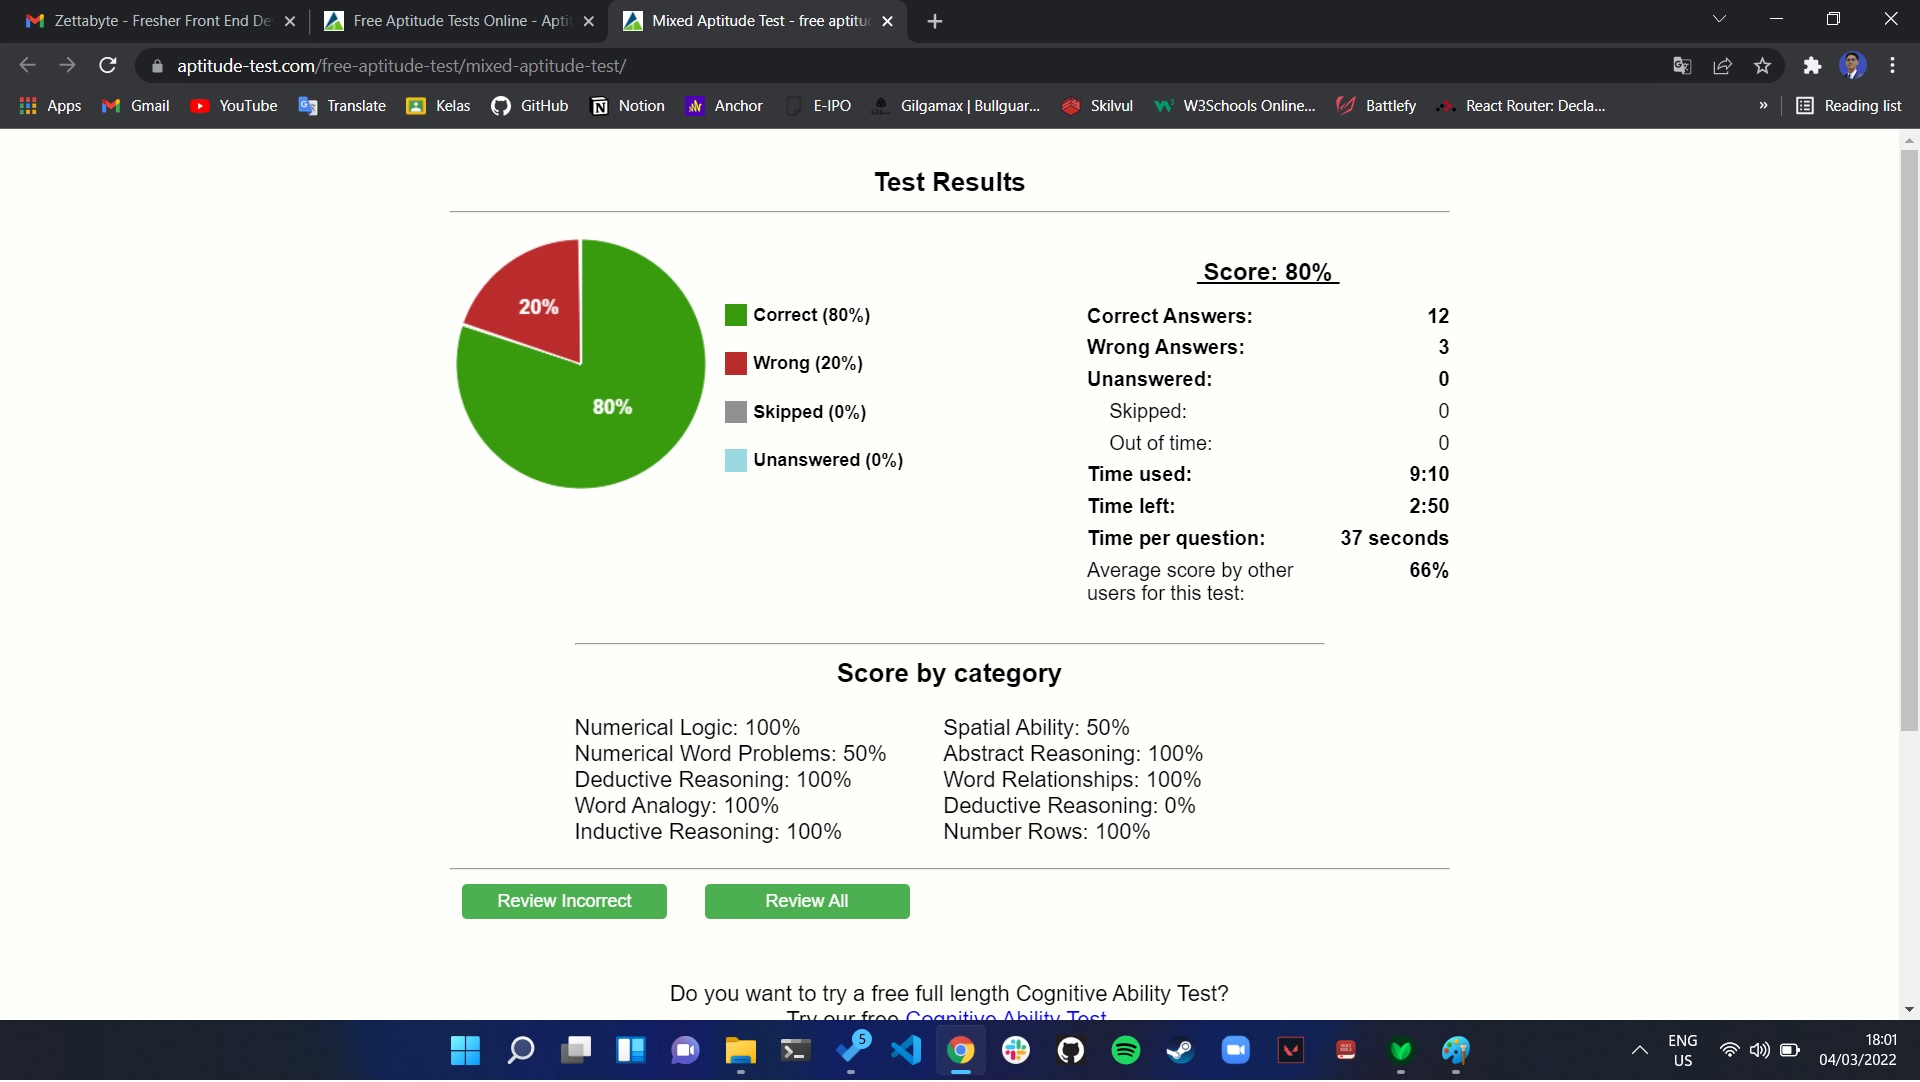 Zettabyte - Fresher Front End De
Free Aptitude Tests Online - Apti
Mixed Aptitude Test - free aptitu
aptitude-test.com/free-aptitude-test/mixed-aptitude-test/
Apps
Gmail
YouTube
Translate
Kelas
GitHub
Notion
Anchor
E-IPO
Gilgamax | Bullguar...
Skilvul
W3Schools Online...
Battlefy
React Router: Decla...
»
Reading list
Test Results
20%
80%
Correct (80%)
Wrong (20%)
Skipped (0%)
Unanswered (0%)
Score: 80%
Correct Answers: 12
Wrong Answers: 3
Unanswered: 0
Skipped: 0
Out of time: 0
Time used: 9:10
Time left: 2:50
Time per question: 37 seconds
Average score by other 66%
users for this test:
Score by category
Numerical Logic: 100%
Numerical Word Problems: 50%
Deductive Reasoning: 100%
Word Analogy: 100%
Inductive Reasoning: 100%
Spatial Ability: 50%
Abstract Reasoning: 100%
Word Relationships: 100%
Deductive Reasoning: 0%
Number Rows: 100%
Review Incorrect
Review All
Do you want to try a free full length Cognitive Ability Test?
Try our free Cognitive Ability Test
5
ENG
US
18:01
04/03/2022